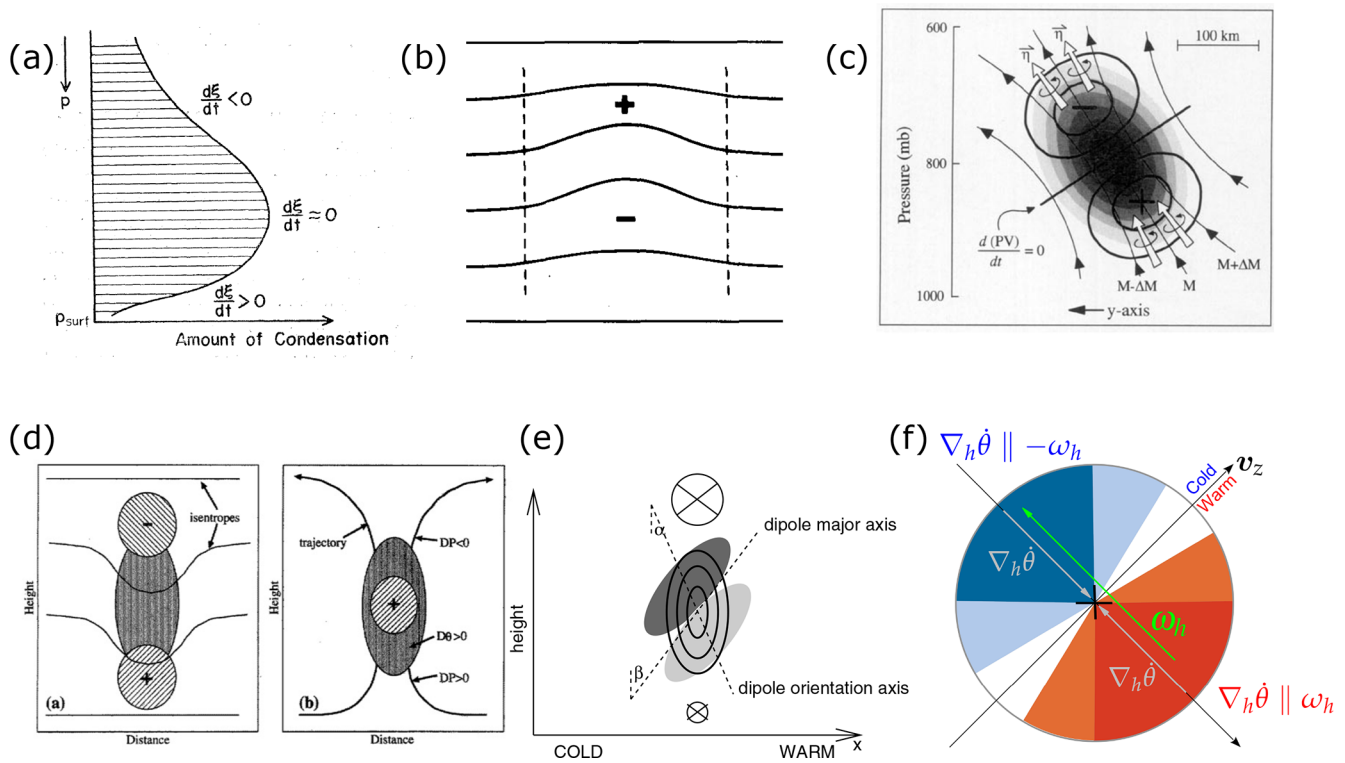 (a)
p
dξ/dt < 0
dξ/dt ≈ 0
dξ/dt > 0
p_surf
Amount of Condensation
(b)
+
-
(c)
Pressure (mb)
600
800
1000
100 km
η
η
−
+
d (PV)/dt = 0
M-ΔM
M
M+ΔM
y-axis
(d)
Height
-
isentropes
+
(a)
Distance
Height
trajectory
DP<0
+
Dθ>0
DP>0
(b)
Distance
(e)
height
α
dipole major axis
β
dipole orientation axis
COLD
WARM
x
(f)
∇_h θ̇ ∥ −ω_h
Cold
Warm
v_z
∇_h θ̇
ω_h
∇_h θ̇
∇_h θ̇ ∥ ω_h